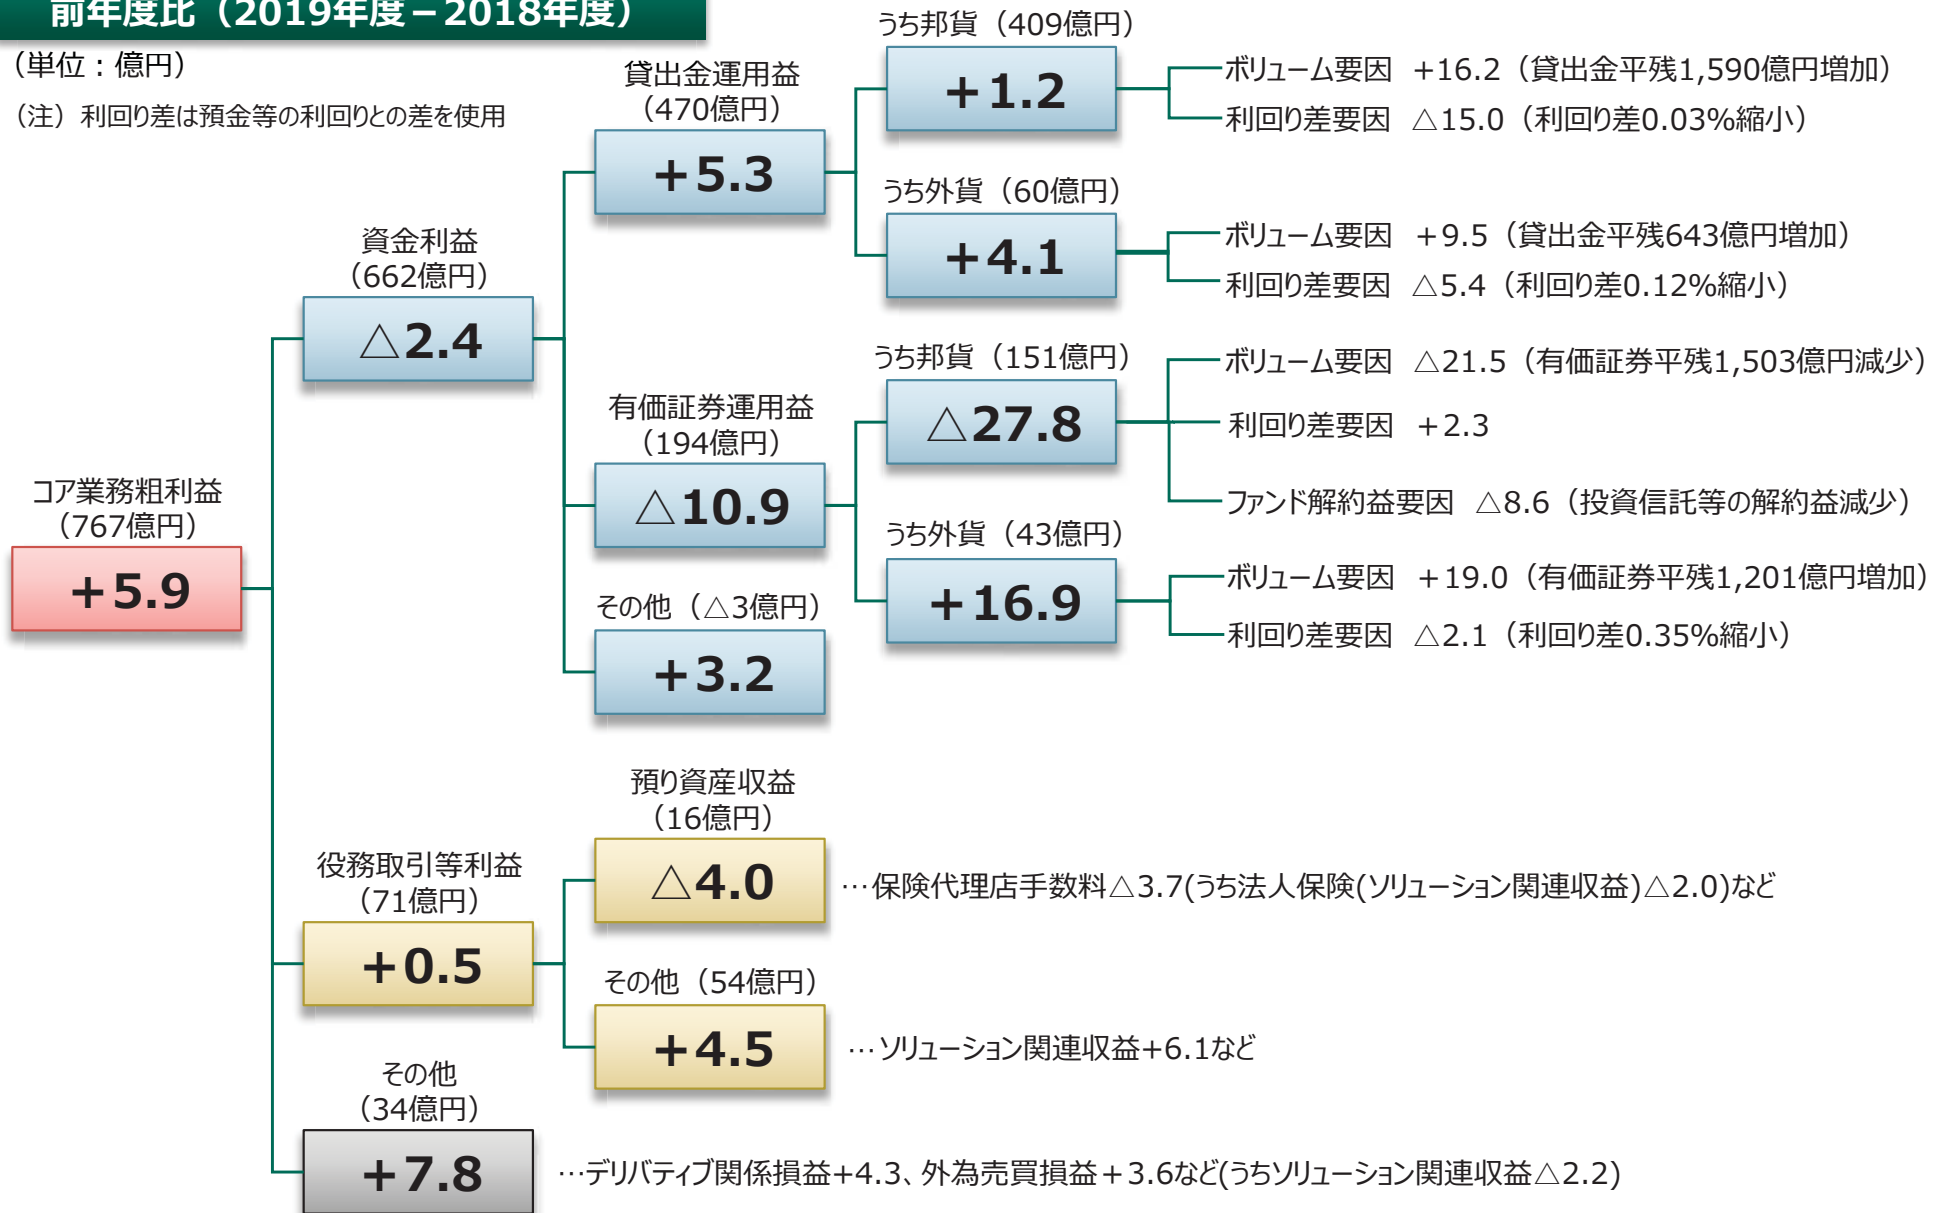 前年度比（2019年度－2018年度）
（単位：億円）
（注）利回り差は預金等の利回りとの差を使用
コア業務粗利益
（767億円）
＋5.9
資金利益
（662億円）
△2.4
貸出金運用益
（470億円）
＋5.3
うち邦貨（409億円）
＋1.2
ボリューム要因 ＋16.2（貸出金平残1,590億円増加）
利回り差要因 △15.0（利回り差0.03%縮小）
うち外貨（60億円）
＋4.1
ボリューム要因 ＋9.5（貸出金平残643億円増加）
利回り差要因 △5.4（利回り差0.12%縮小）
有価証券運用益
（194億円）
△10.9
うち邦貨（151億円）
△27.8
ボリューム要因 △21.5（有価証券平残1,503億円減少）
利回り差要因 ＋2.3
ファンド解約益要因 △8.6（投資信託等の解約益減少）
うち外貨（43億円）
＋16.9
ボリューム要因 ＋19.0（有価証券平残1,201億円増加）
利回り差要因 △2.1（利回り差0.35%縮小）
その他（△3億円）
＋3.2
役務取引等利益
（71億円）
＋0.5
預り資産収益
（16億円）
△4.0
…保険代理店手数料△3.7(うち法人保険(ソリューション関連収益)△2.0)など
その他（54億円）
＋4.5
…ソリューション関連収益+6.1など
その他
（34億円）
＋7.8
…デリバティブ関係損益+4.3、外為売買損益＋3.6など(うちソリューション関連収益△2.2)